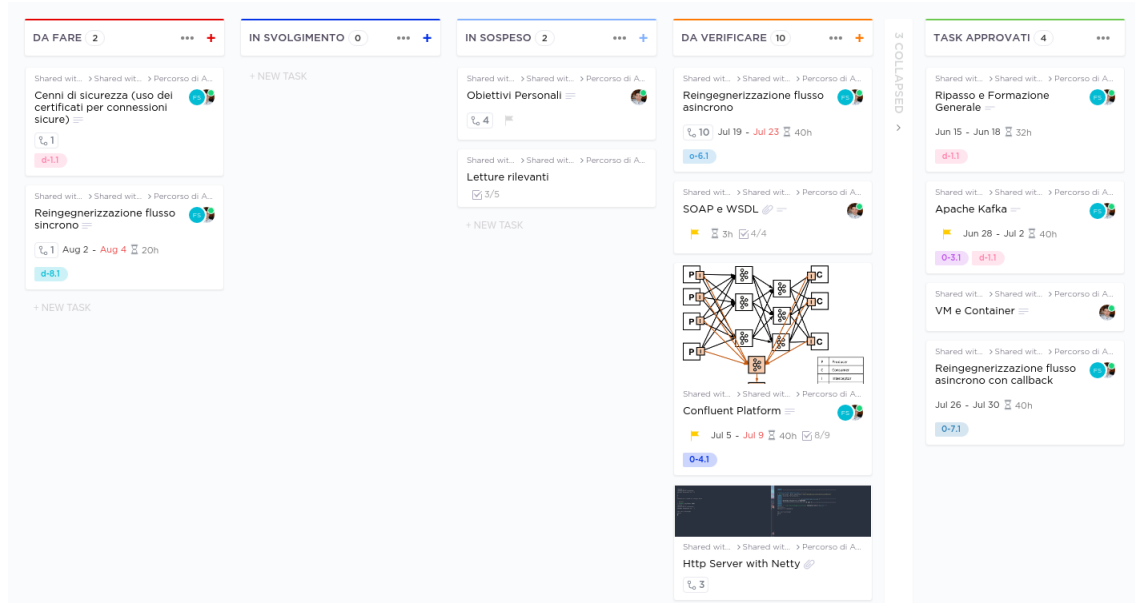 DA FARE 2
Shared wit... > Shared wit... > Percorso di A...
Cenni di sicurezza (uso dei
certificati per connessioni
sicure)
FS
1
d-1.1
Shared wit... > Shared wit... > Percorso di A...
Reingegnerizzazione flusso
sincrono
FS
1 Aug 2 - Aug 4 20h
d-8.1
+ NEW TASK
IN SVOLGIMENTO 0
+ NEW TASK
IN SOSPESO 2
Shared wit... > Shared wit... > Percorso di A...
Obiettivi Personali
4
Shared wit... > Shared wit... > Percorso di A...
Letture rilevanti
3/5
+ NEW TASK
DA VERIFICARE 10
Shared wit... > Shared wit... > Percorso di A...
Reingegnerizzazione flusso
asincrono
FS
10 Jul 19 - Jul 23 40h
o-6.1
Shared wit... > Shared wit... > Percorso di A...
SOAP e WSDL
3h 4/4
P I I C
P I
P I I C
P I
P I I C
P Producer
C Consumer
I Interceptor
Shared wit... > Shared wit... > Percorso di A...
Confluent Platform
FS
Jul 5 - Jul 9 40h 8/9
0-4.1
Shared wit... > Shared wit... > Percorso di A...
Http Server with Netty
3
3 COLLAPSED
TASK APPROVATI 4
Shared wit... > Shared wit... > Percorso di A...
Ripasso e Formazione
Generale
FS
Jun 15 - Jun 18 32h
d-1.1
Shared wit... > Shared wit... > Percorso di A...
Apache Kafka
FS
Jun 28 - Jul 2 40h
0-3.1 d-1.1
Shared wit... > Shared wit... > Percorso di A...
VM e Container
Shared wit... > Shared wit... > Percorso di A...
Reingegnerizzazione flusso
asincrono con callback
FS
Jul 26 - Jul 30 40h
0-7.1